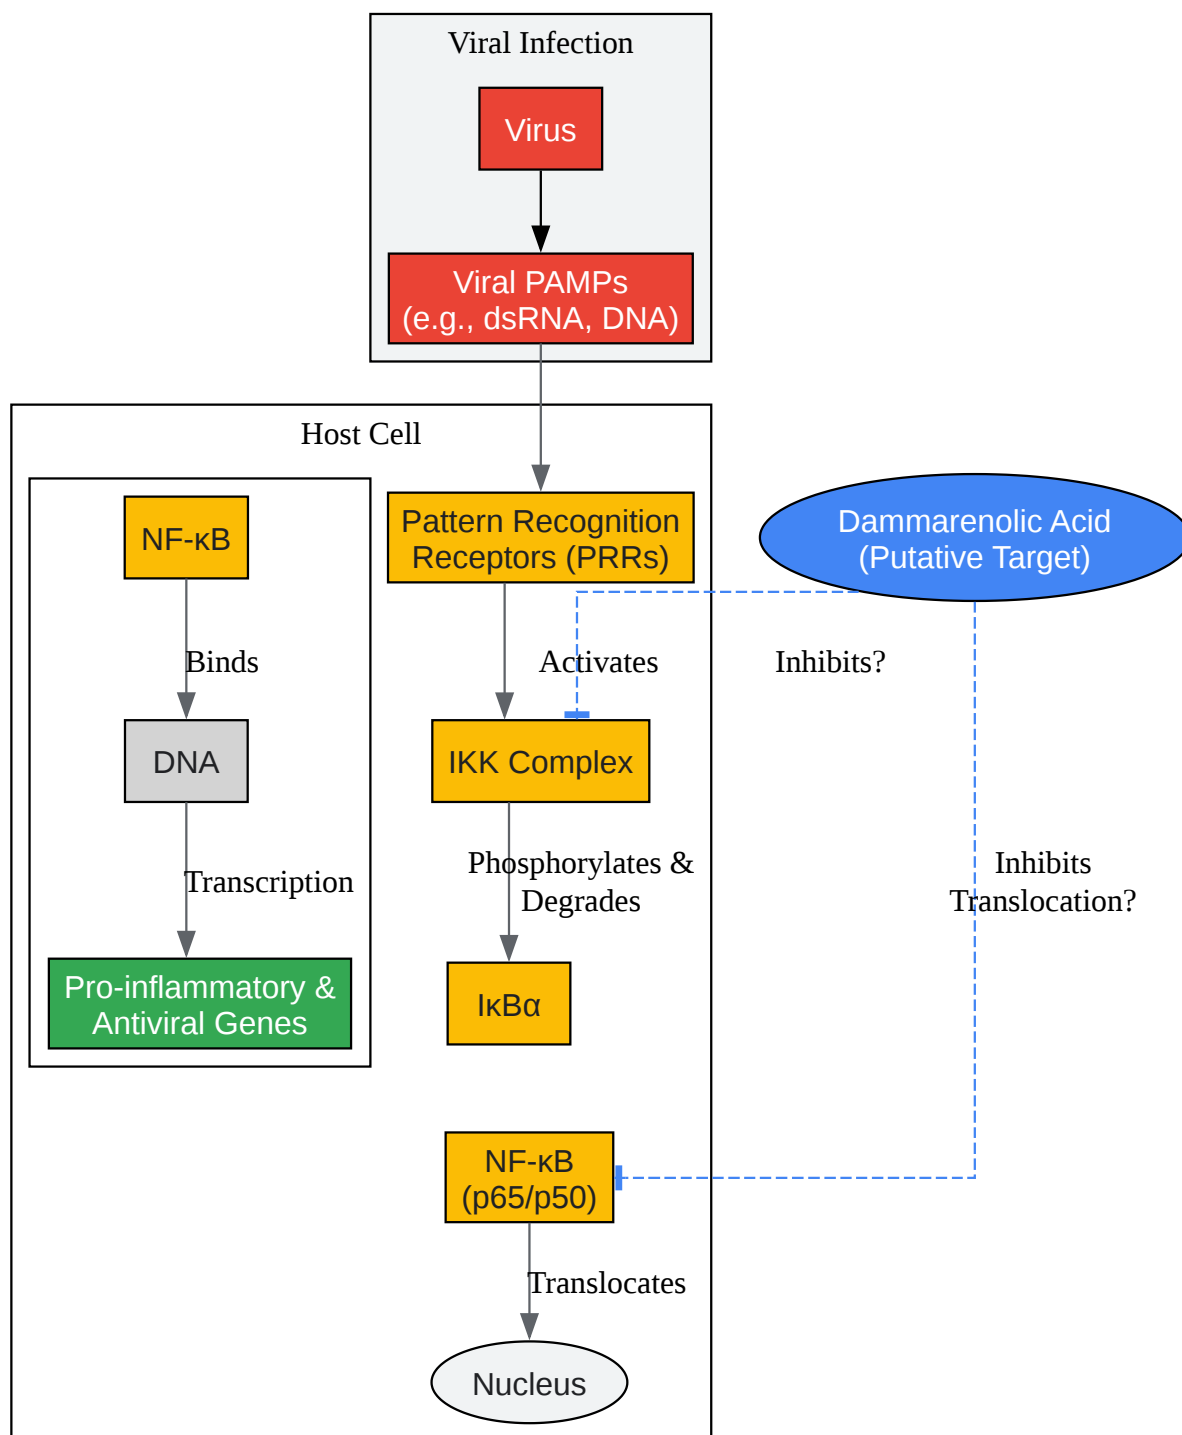 Viral Infection
Virus
Viral PAMPs
(e.g., dsRNA, DNA)
Host Cell
NF-κB
Binds
DNA
Transcription
Pro-inflammatory &
Antiviral Genes
Pattern Recognition
Receptors (PRRs)
Activates
IKK Complex
Phosphorylates &
Degrades
IκBα
NF-κB
(p65/p50)
Translocates
Nucleus
Dammarenolic Acid
(Putative Target)
Inhibits?
Inhibits
Translocation?